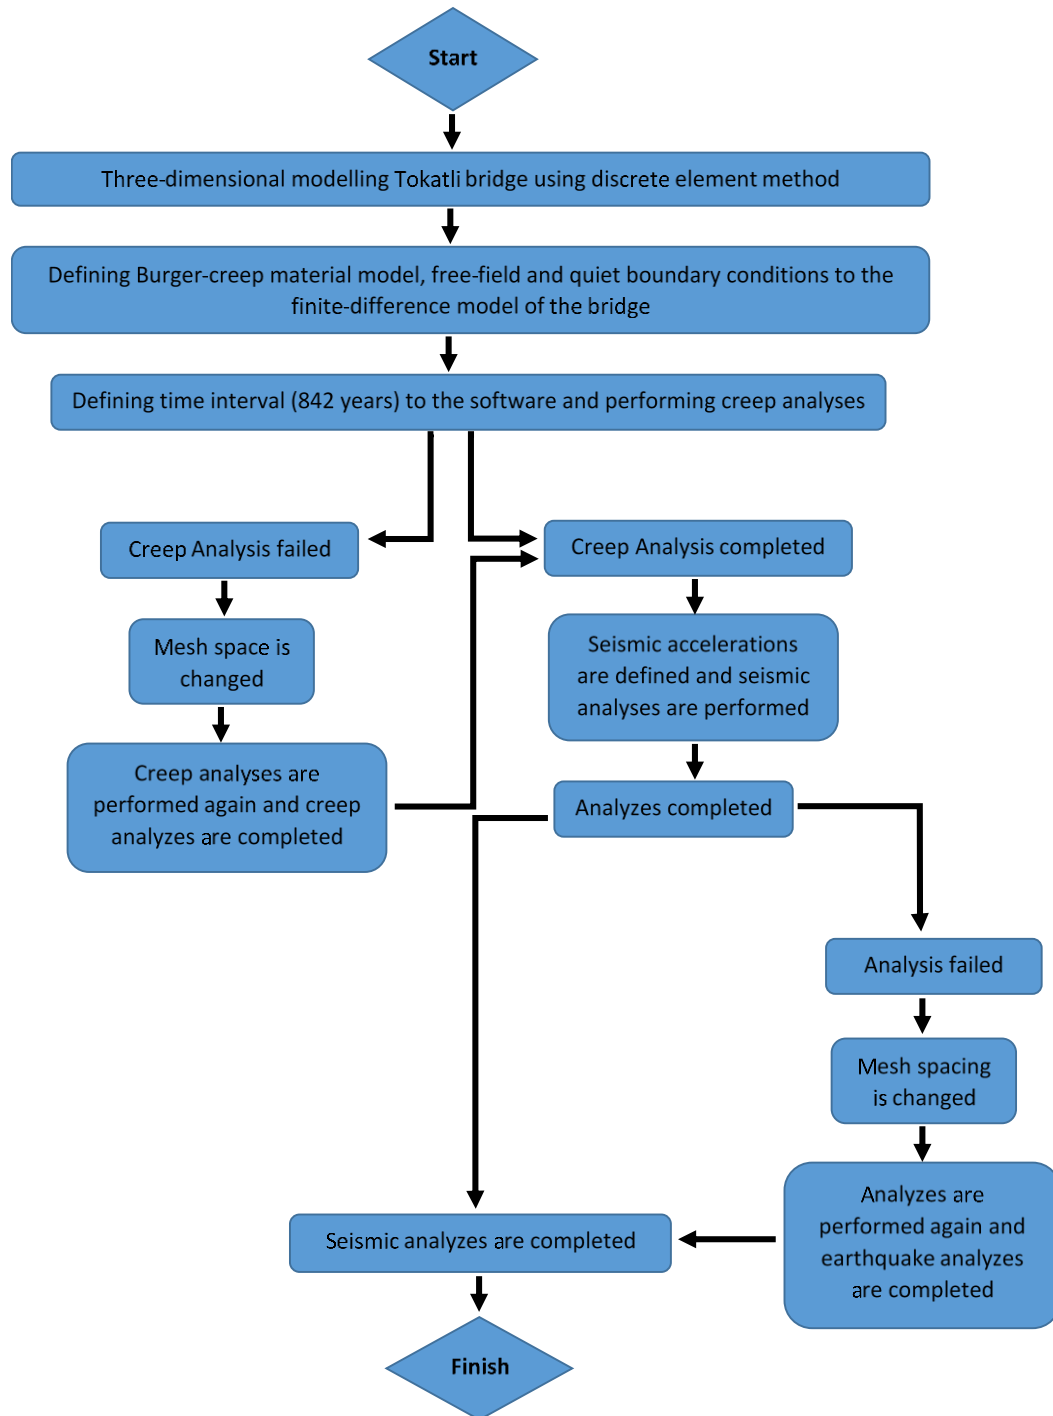 Start
Three-dimensional modelling Tokatli bridge using discrete element method
Defining Burger-creep material model, free-field and quiet boundary conditions to the
finite-difference model of the bridge
Defining time interval (842 years) to the software and performing creep analyses
Creep Analysis failed
Creep Analysis completed
Mesh space is
changed
Seismic accelerations
are defined and seismic
analyses are performed
Creep analyses are
performed again and creep
analyzes are completed
Analyzes completed
Analysis failed
Mesh spacing
is changed
Analyzes are
performed again and
earthquake analyzes
are completed
Seismic analyzes are completed
Finish